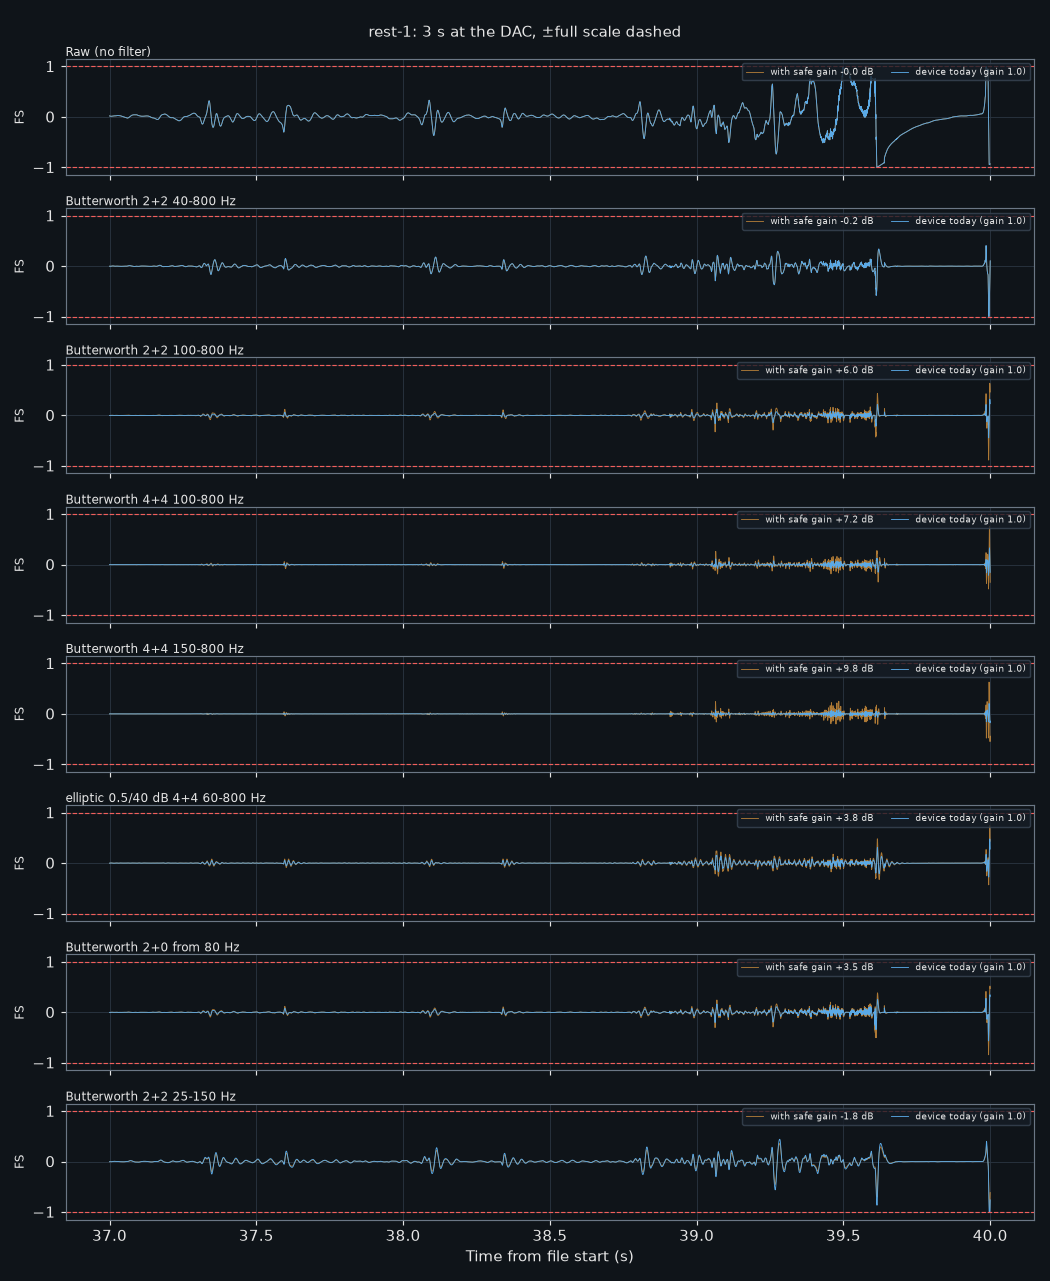 rest-1: 3 s at the DAC, ±full scale dashed
Raw (no filter)
with safe gain -0.0 dB
device today (gain 1.0)
1
0
−1
FS
Butterworth 2+2 40-800 Hz
with safe gain -0.2 dB
device today (gain 1.0)
1
0
−1
FS
Butterworth 2+2 100-800 Hz
with safe gain +6.0 dB
device today (gain 1.0)
1
0
−1
FS
Butterworth 4+4 100-800 Hz
with safe gain +7.2 dB
device today (gain 1.0)
1
0
−1
FS
Butterworth 4+4 150-800 Hz
with safe gain +9.8 dB
device today (gain 1.0)
1
0
−1
FS
elliptic 0.5/40 dB 4+4 60-800 Hz
with safe gain +3.8 dB
device today (gain 1.0)
1
0
−1
FS
Butterworth 2+0 from 80 Hz
with safe gain +3.5 dB
device today (gain 1.0)
1
0
−1
FS
Butterworth 2+2 25-150 Hz
with safe gain -1.8 dB
device today (gain 1.0)
1
0
−1
FS
37.0 37.5 38.0 38.5 39.0 39.5 40.0
Time from file start (s)